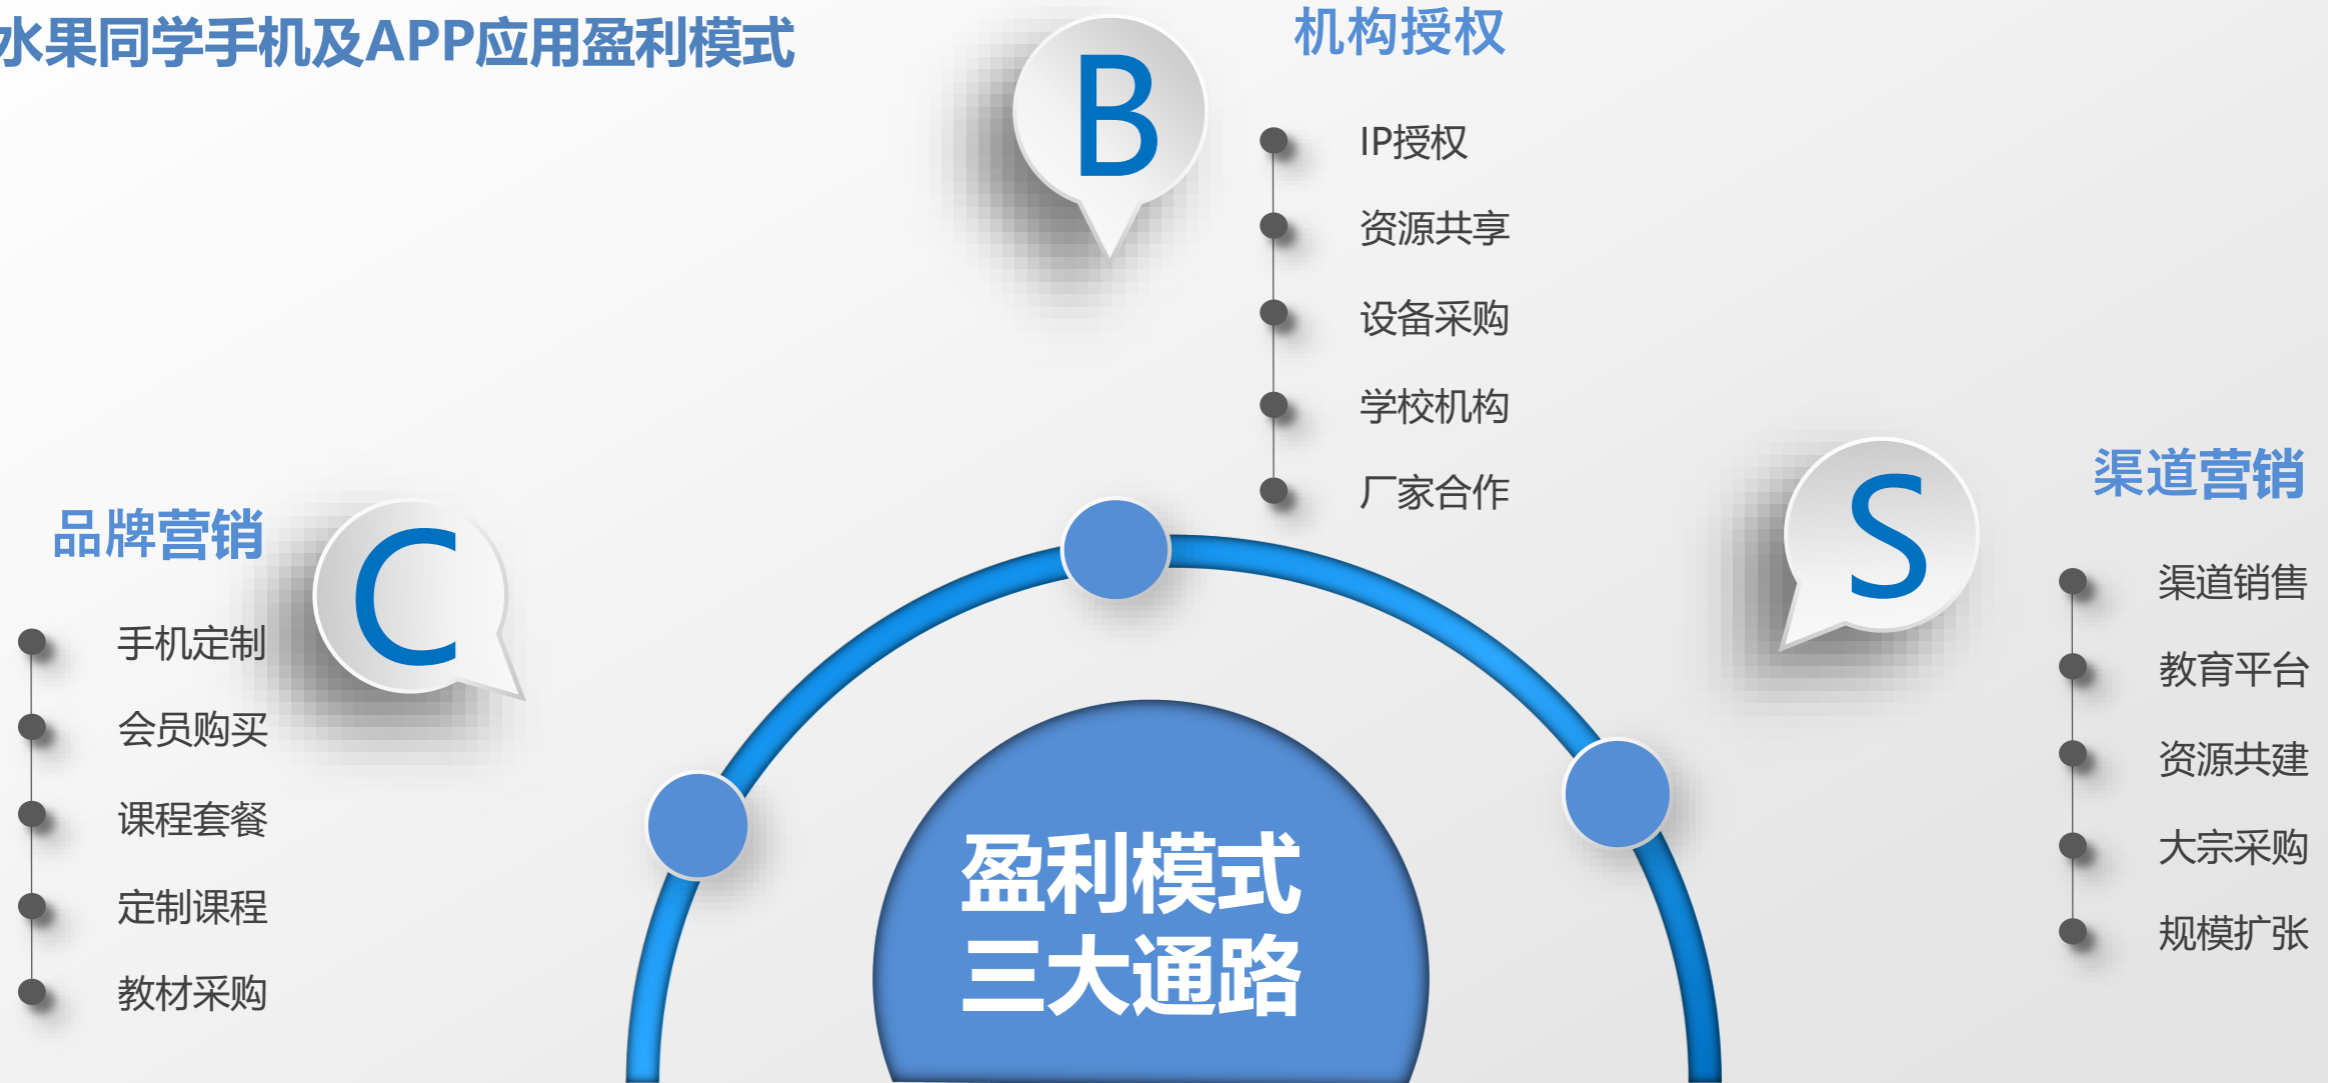 水果同学手机及APP应用盈利模式
B
机构授权
IP授权
资源共享
设备采购
学校机构
厂家合作
C
品牌营销
手机定制
会员购买
课程套餐
定制课程
教材采购
S
渠道营销
渠道销售
教育平台
资源共建
大宗采购
规模扩张
盈利模式
三大通路